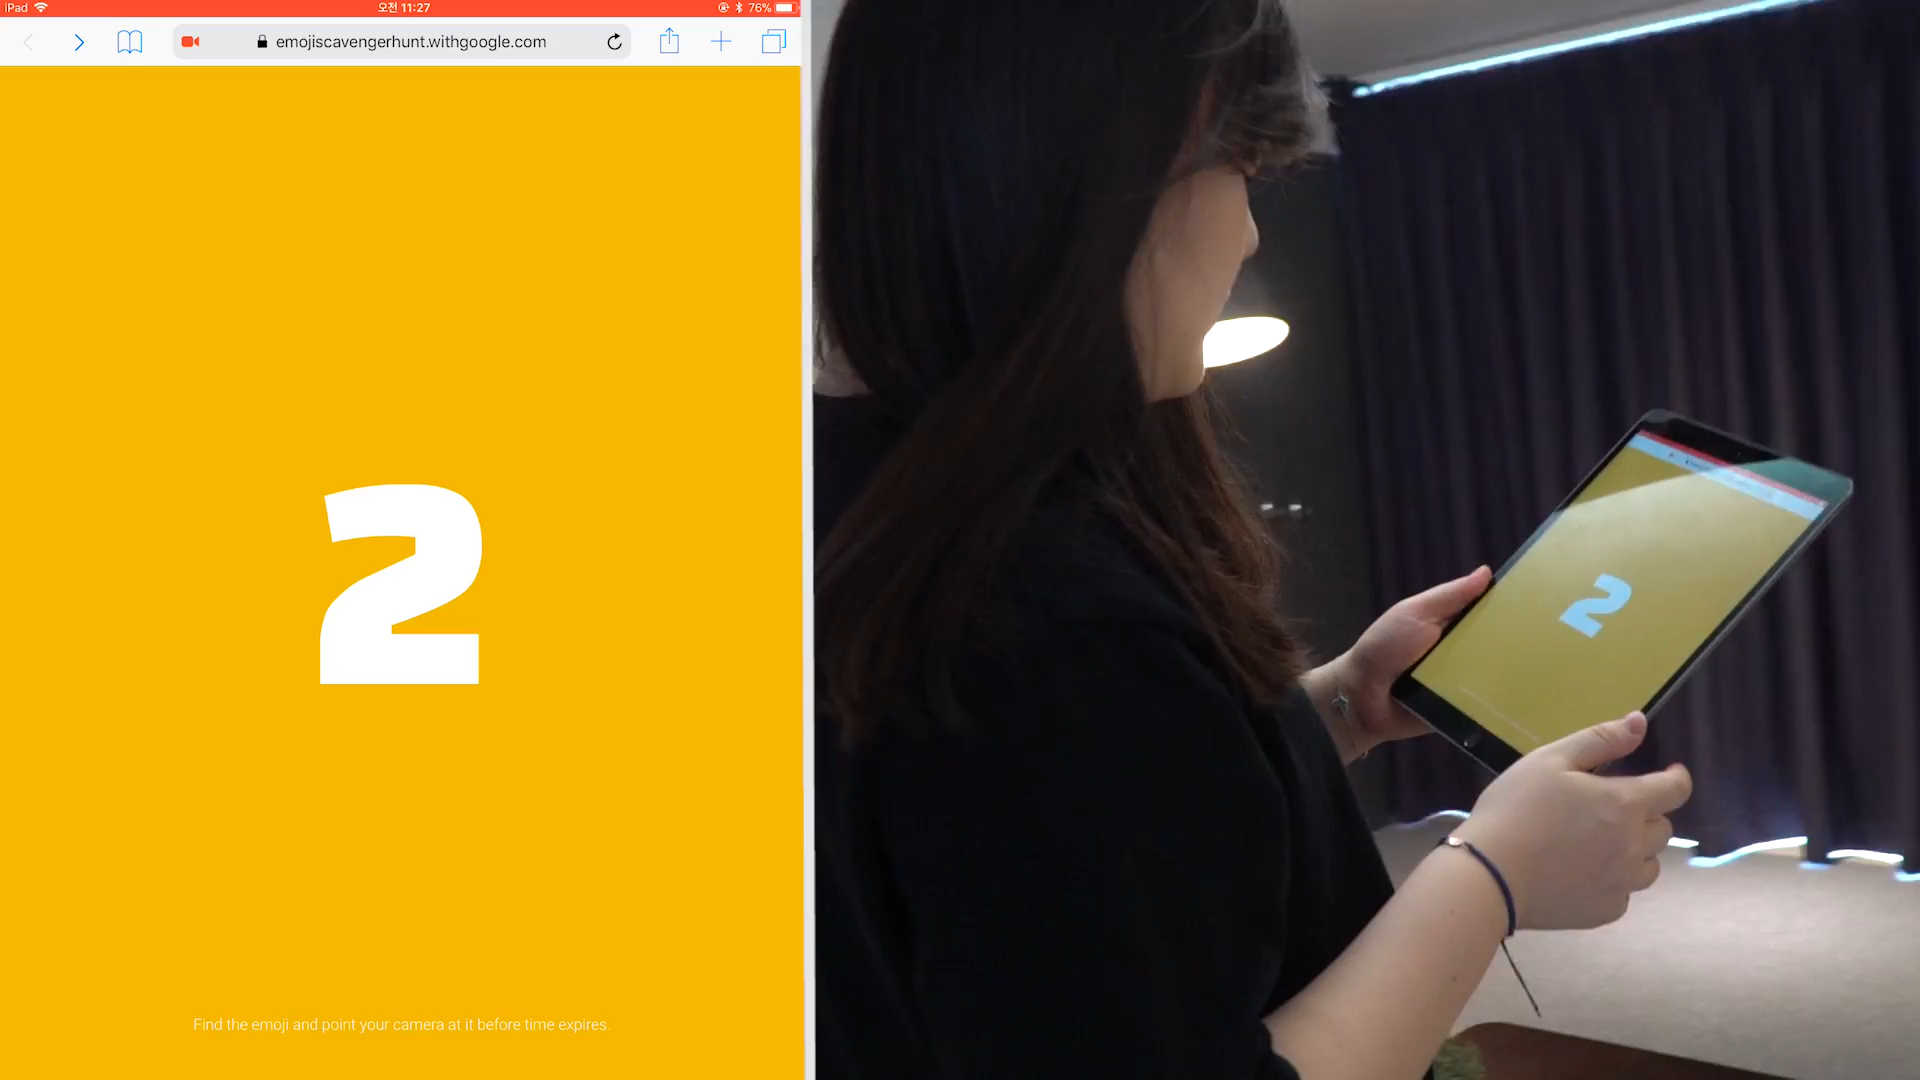 iPad 오전 11:27 76%
emojiscavengerhunt.withgoogle.com
2
Find the emoji and point your camera at it before time expires.
2